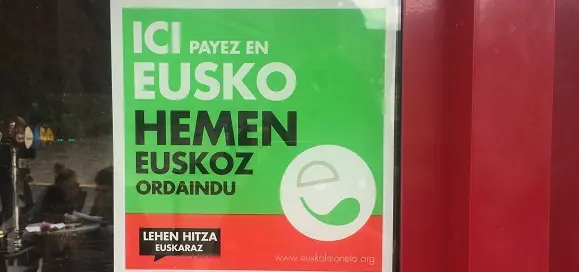 ICI PAYEZ EN
EUSKO
HEMEN
EUSKOZ
ORDAINDU
LEHEN HITZA
EUSKARAZ
www.euskalmoneta.org